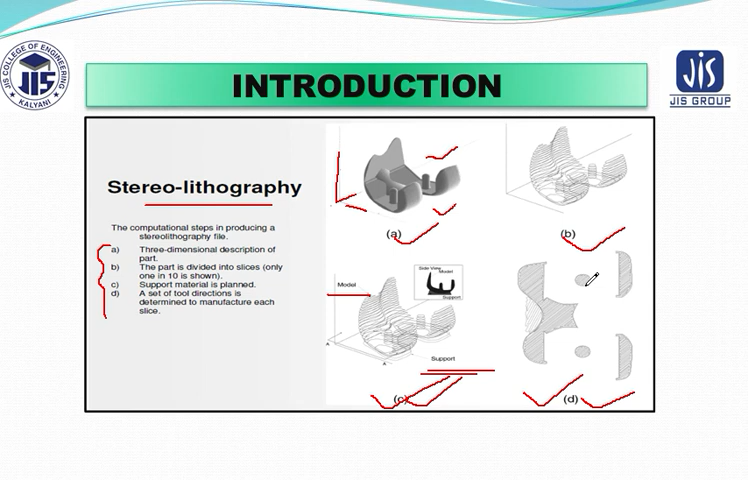 JIS COLLEGE OF ENGINEERING
JIS
KALYANI
INTRODUCTION
JIS
JIS GROUP
Stereo-lithography
The computational steps in producing a
stereolithography file.
a) Three-dimensional description of
part.
b) The part is divided into slices (only
one in 10 is shown).
c) Support material is planned.
d) A set of tool directions is
determined to manufacture each
slice.
(a)
(b)
Model
Side View
Model
Support
Support
(c)
(d)